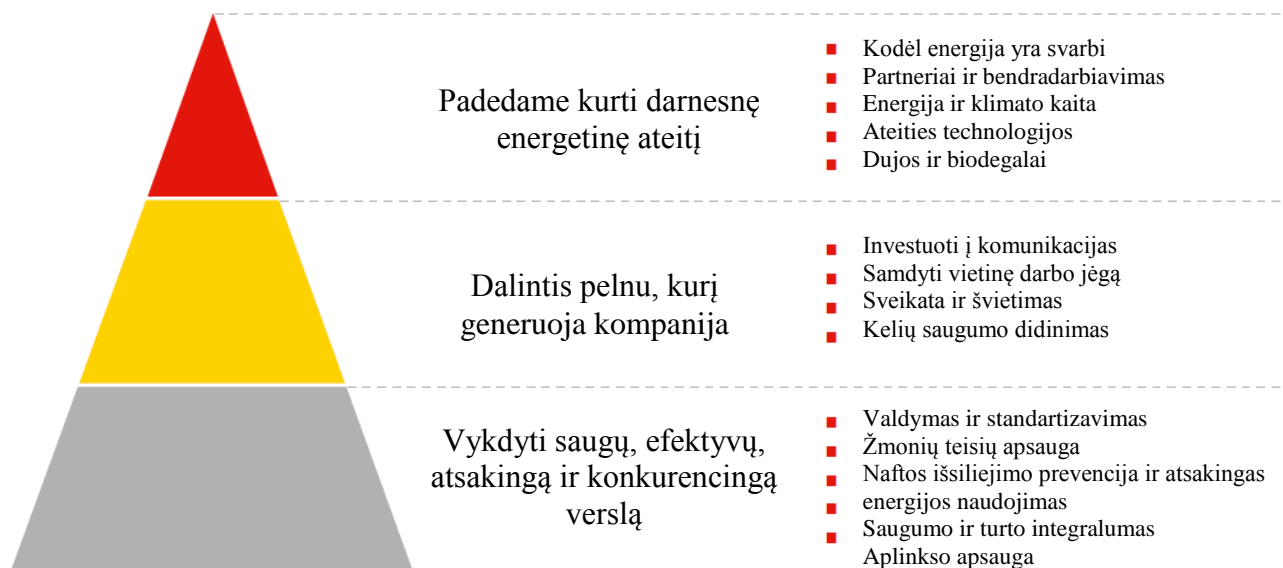 Padedame kurti darnesnę
energetinę ateitį
Kodėl energija yra svarbi
Partneriai ir bendradarbiavimas
Energija ir klimato kaita
Ateities technologijos
Dujos ir biodegalai
Dalintis pelnu, kurį
generuoja kompanija
Investuoti į komunikacijas
Samdyti vietinę darbo jėgą
Sveikata ir švietimas
Kelių saugumo didinimas
Vykdyti saugų, efektyvų,
atsakingą ir konkurencingą
verslą
Valdymas ir standartizavimas
Žmonių teisių apsauga
Naftos išsiliejimo prevencija ir atsakingas
energijos naudojimas
Saugumo ir turto integralumas
Aplinkso apsauga